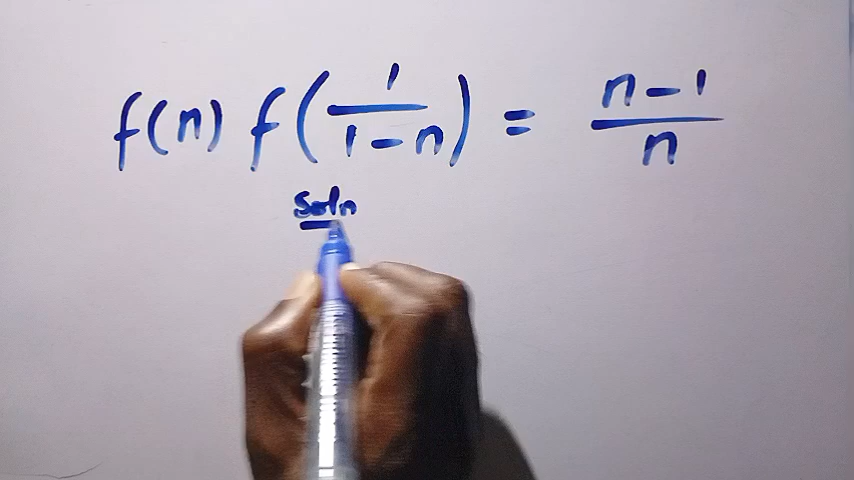 f(n) f(1/(1-n)) = (n-1)/n
Soln